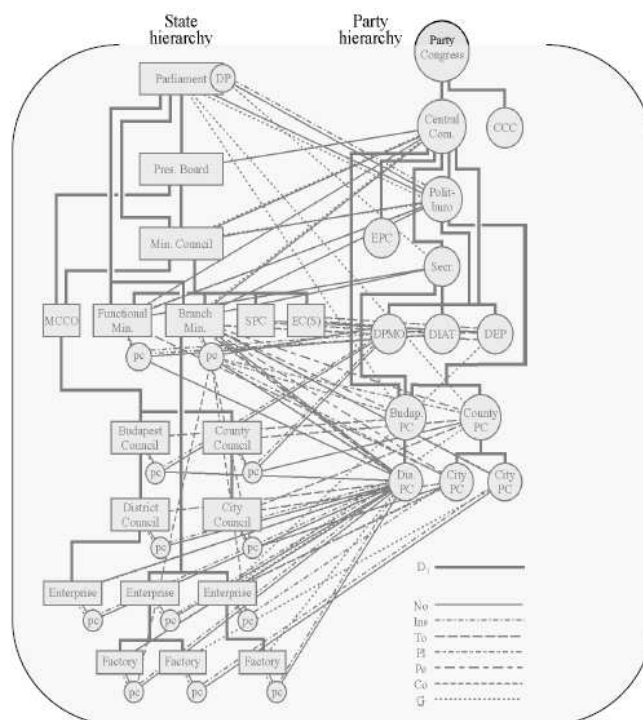 State
hierarchy
Party
hierarchy
Party
Congress
Parliament
DP
Central
Com.
CCC
Pres. Board
Polit-
buro
Min. Council
EPC
Secr.
MCCO
Functional
Min.
Branch
Min.
SPC
EC(S)
DPMO
DIAT
DEP
pc
pc
Budapest
Council
County
Council
Budap.
PC
County
PC
pc
pc
Dis.
PC
City
PC
City
PC
District
Council
City
Council
pc
pc
Enterprise
Enterprise
Enterprise
pc
pc
pc
Factory
Factory
Factory
pc
pc
pc
No
Ins
To
Pl
Pe
Co
G